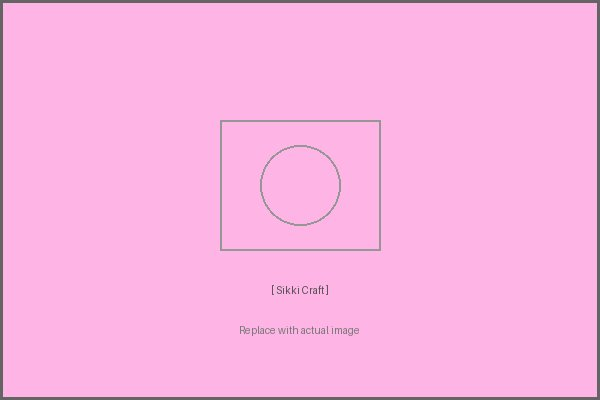 [ Sikki Craft ]
Replace with actual image